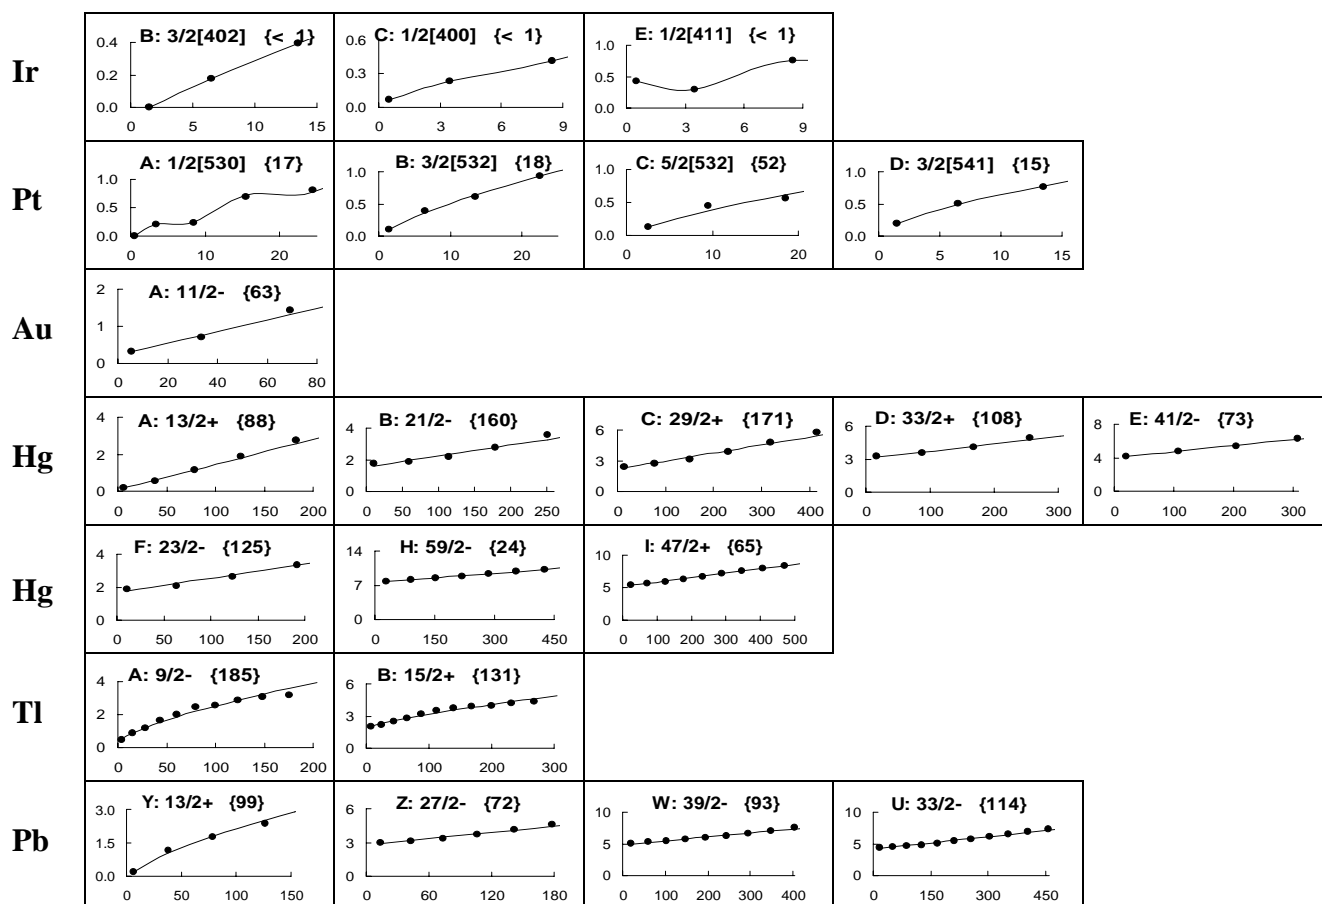 Ir
B: 3/2[402] {< 1}
0.4
0.2
0.0
0 5 10 15
C: 1/2[400] {< 1}
0.6
0.3
0.0
0 3 6 9
E: 1/2[411] {< 1}
1.0
0.5
0.0
0 3 6 9
Pt
A: 1/2[530] {17}
1.0
0.5
0.0
0 10 20
B: 3/2[532] {18}
1.0
0.5
0.0
0 10 20
C: 5/2[532] {52}
1.0
0.5
0.0
0 10 20
D: 3/2[541] {15}
1.0
0.5
0.0
0 5 10 15
Au
A: 11/2- {63}
2
1
0
0 20 40 60 80
Hg
A: 13/2+ {88}
4
2
0
0 50 100 150 200
B: 21/2- {160}
4
2
0
0 50 100 150 200 250
C: 29/2+ {171}
6
3
0
0 100 200 300 400
D: 33/2+ {108}
6
3
0
0 100 200 300
E: 41/2- {73}
8
4
0
0 100 200 300
Hg
F: 23/2- {125}
4
2
0
0 50 100 150 200
H: 59/2- {24}
14
7
0
0 150 300 450
I: 47/2+ {65}
10
5
0
0 100 200 300 400 500
Tl
A: 9/2- {185}
4
2
0
0 50 100 150 200
B: 15/2+ {131}
6
3
0
0 100 200 300
Pb
Y: 13/2+ {99}
3.0
1.5
0.0
0 50 100 150
Z: 27/2- {72}
6
3
0
0 60 120 180
W: 39/2- {93}
10
5
0
0 100 200 300 400
U: 33/2- {114}
10
5
0
0 150 300 450